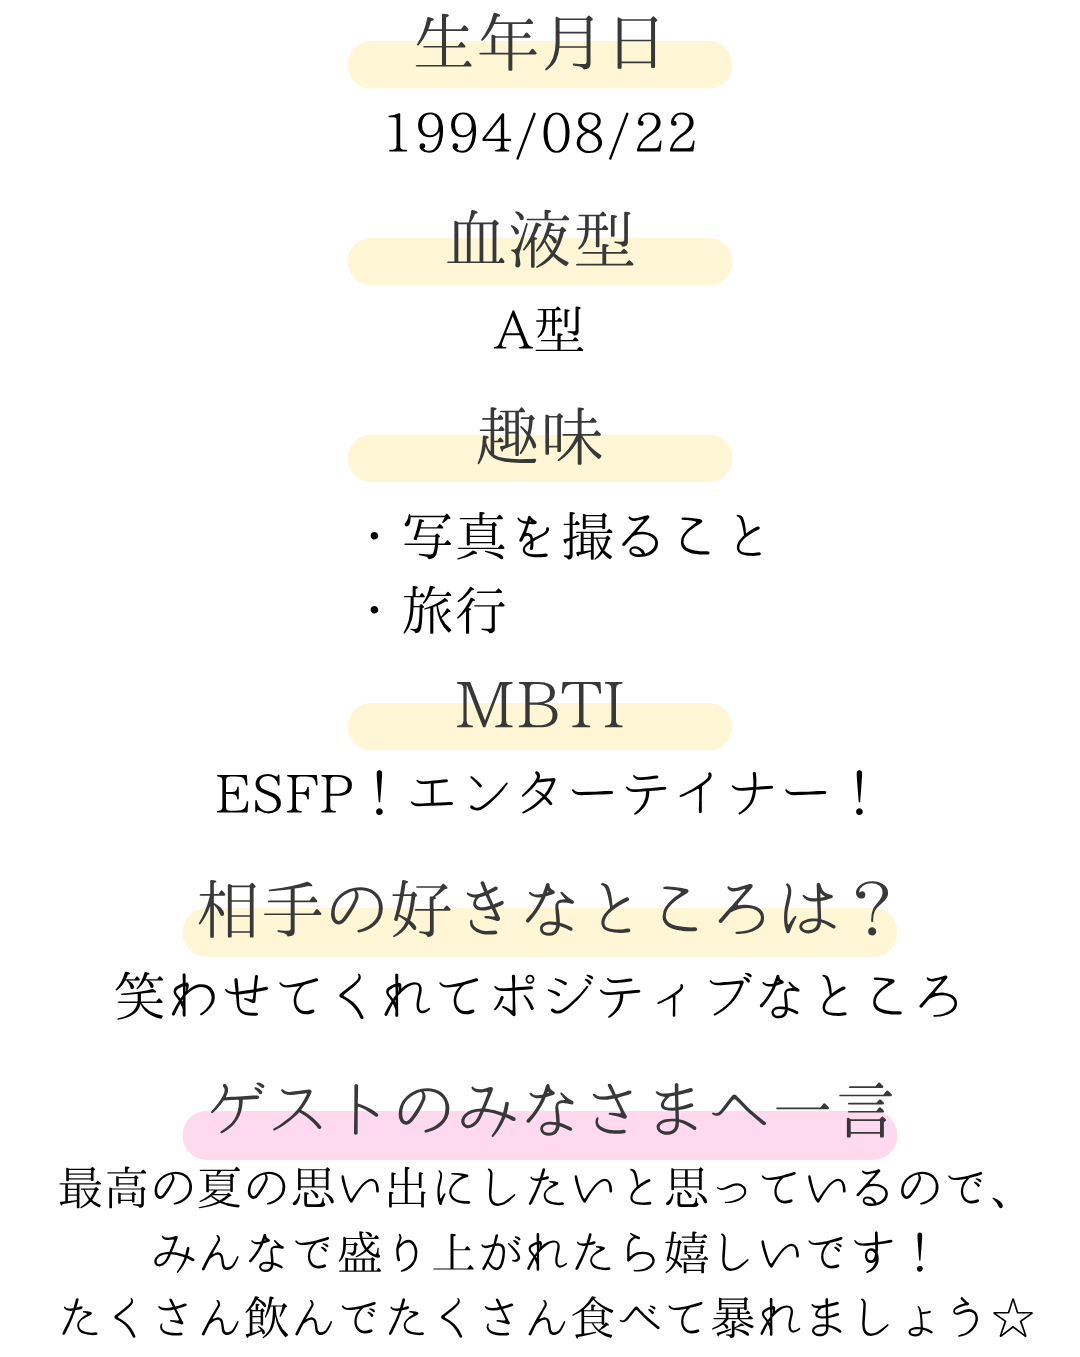 生年月日
1994/08/22
血液型
A型
趣味
・写真を撮ること
・旅行
MBTI
ESFP！エンターテイナー！
相手の好きなところは？
笑わせてくれてポジティブなところ
ゲストのみなさまへ一言
最高の夏の思い出にしたいと思っているので、
みんなで盛り上がれたら嬉しいです！
たくさん飲んでたくさん食べて暴れましょう☆